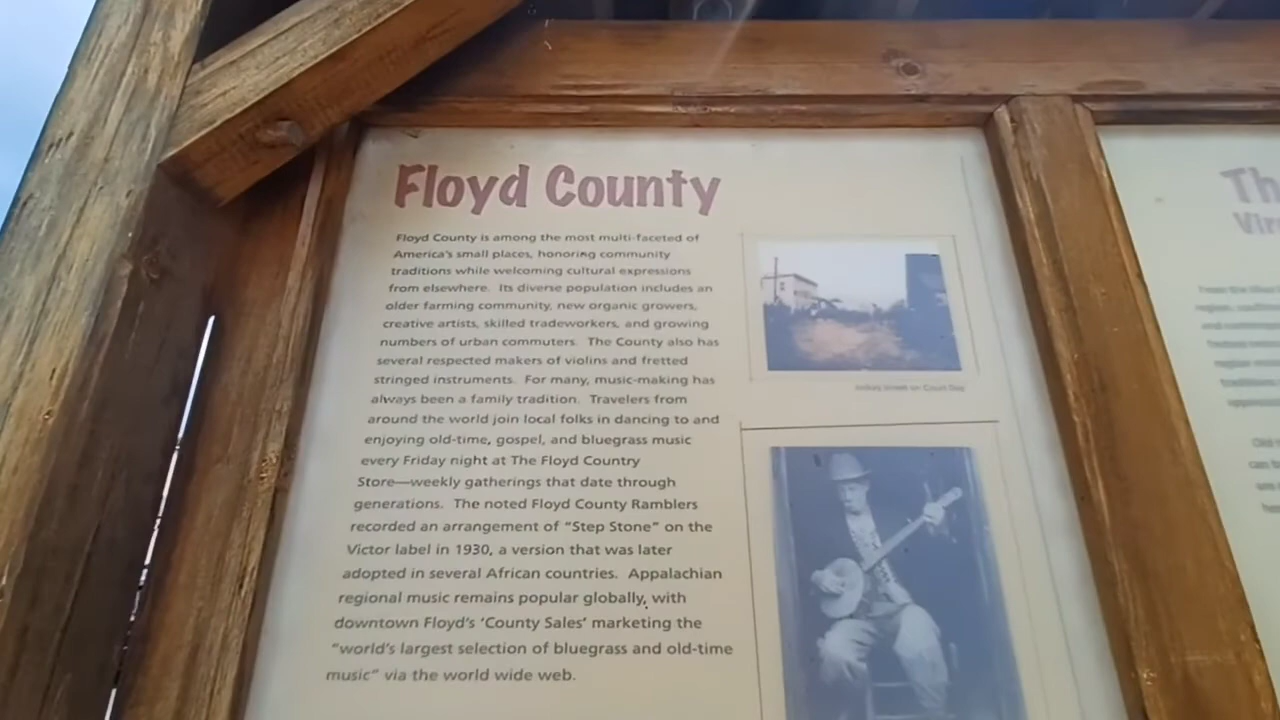 Floyd County
Floyd County is among the most multi-faceted of
America's small places, honoring community
traditions while welcoming cultural expressions
from elsewhere. Its diverse population includes an
older farming community, new organic growers,
creative artists, skilled tradeworkers, and growing
numbers of urban commuters. The County also has
several respected makers of violins and fretted
stringed instruments. For many, music-making has
always been a family tradition. Travelers from
around the world join local folks in dancing to and
enjoying old-time, gospel, and bluegrass music
every Friday night at The Floyd Country
Store—weekly gatherings that date through
generations. The noted Floyd County Ramblers
recorded an arrangement of "Step Stone" on the
Victor label in 1930, a version that was later
adopted in several African countries. Appalachian
regional music remains popular globally, with
downtown Floyd's 'County Sales' marketing the
"world's largest selection of bluegrass and old-time
music" via the world wide web.
Street on Court Day
Th
Vir